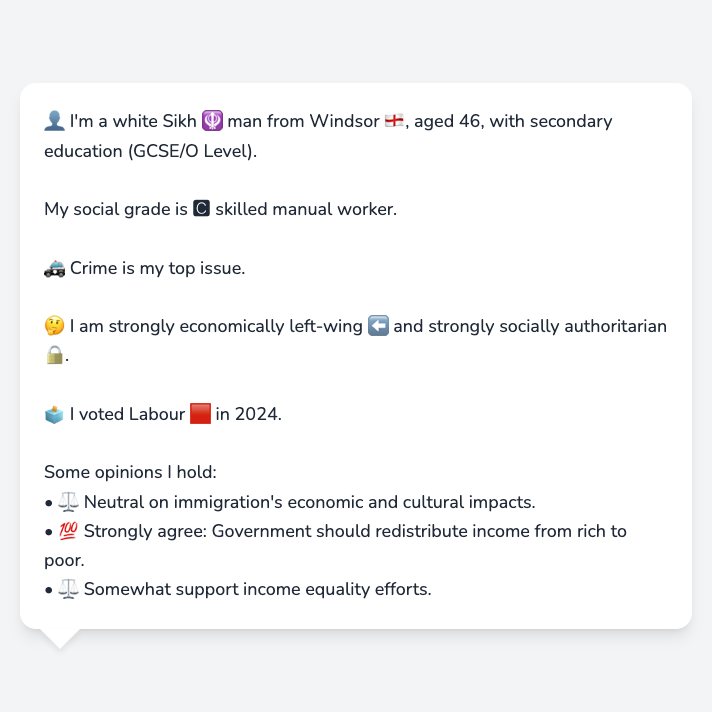 👤 I'm a white Sikh 🪯 man from Windsor 🏴󠁧󠁢󠁥󠁮󠁧󠁿, aged 46, with secondary
education (GCSE/O Level).
My social grade is 🅲 skilled manual worker.
🚓 Crime is my top issue.
🤔 I am strongly economically left-wing ⬅️ and strongly socially authoritarian
🔒.
🗳️ I voted Labour 🟥 in 2024.
Some opinions I hold:
• ⚖️ Neutral on immigration's economic and cultural impacts.
• 💯 Strongly agree: Government should redistribute income from rich to
poor.
• ⚖️ Somewhat support income equality efforts.